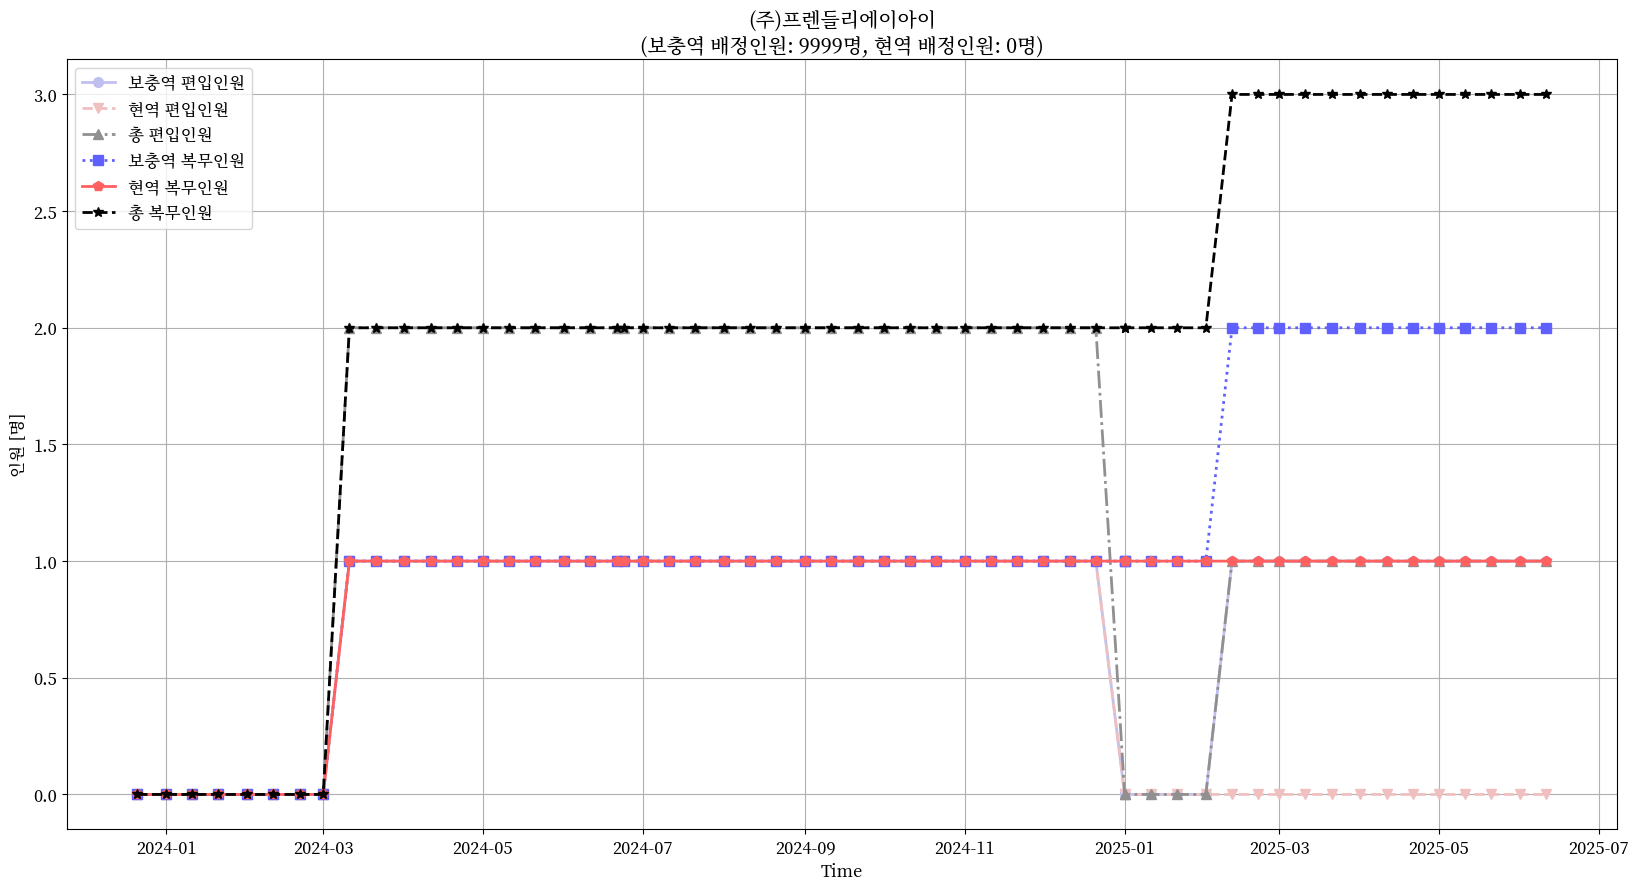 (주)프렌들리에이아이
(보충역 배정인원: 9999명, 현역 배정인원: 0명)
보충역 편입인원
현역 편입인원
총 편입인원
보충역 복무인원
현역 복무인원
총 복무인원
3.0
2.5
2.0
1.5
1.0
0.5
0.0
인원 [명]
2024-01
2024-03
2024-05
2024-07
2024-09
2024-11
2025-01
2025-03
2025-05
2025-07
Time